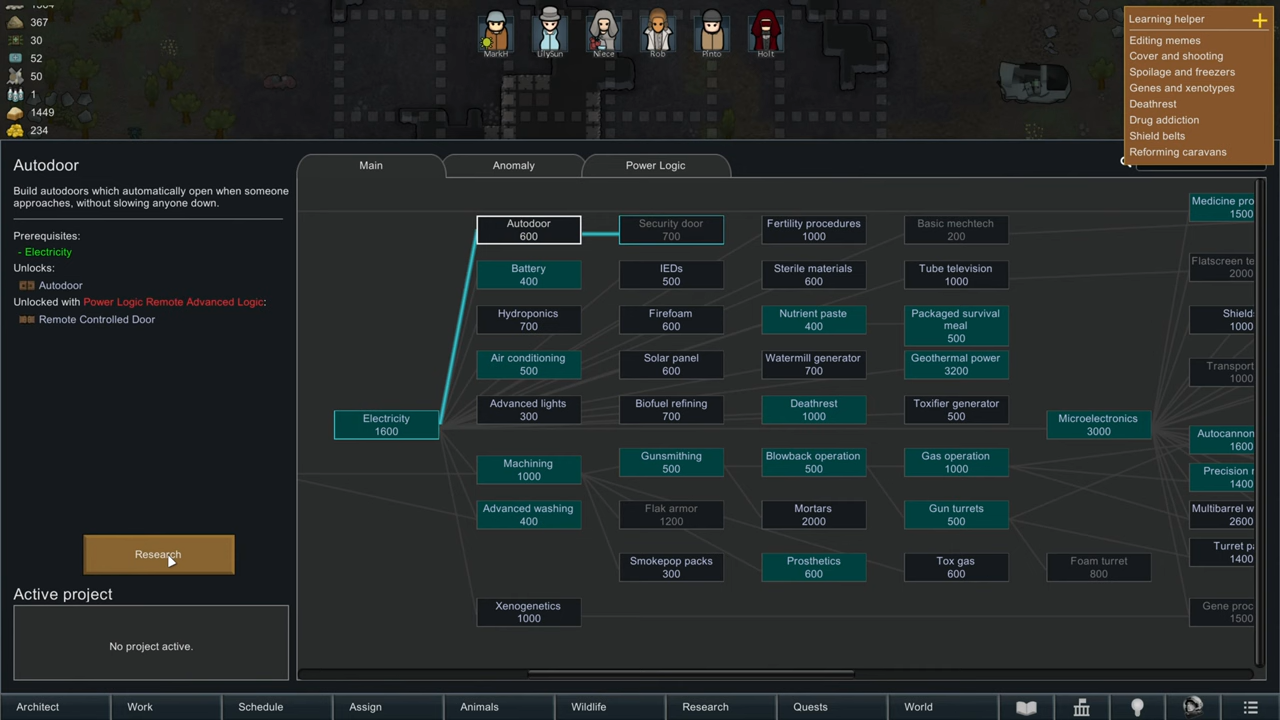 367
30
52
50
1
1449
234
MarkH
LilySun
Niece
Rob
Pinto
Holt
Learning helper
Editing memes
Cover and shooting
Spoilage and freezers
Genes and xenotypes
Deathrest
Drug addiction
Shield belts
Reforming caravans
Autodoor
Build autodoors which automatically open when someone
approaches, without slowing anyone down.
Prerequisites:
- Electricity
Unlocks:
Autodoor
Unlocked with Power Logic Remote Advanced Logic:
Remote Controlled Door
Research
Active project
No project active.
Main
Anomaly
Power Logic
Electricity
1600
Autodoor
600
Battery
400
Hydroponics
700
Air conditioning
500
Advanced lights
300
Machining
1000
Advanced washing
400
Xenogenetics
1000
Security door
700
IEDs
500
Firefoam
600
Solar panel
600
Biofuel refining
700
Gunsmithing
500
Flak armor
1200
Smokepop packs
300
Fertility procedures
1000
Sterile materials
600
Nutrient paste
400
Watermill generator
700
Deathrest
1000
Blowback operation
500
Mortars
2000
Prosthetics
600
Basic mechtech
200
Tube television
1000
Packaged survival
meal
500
Geothermal power
3200
Toxifier generator
500
Gas operation
1000
Gun turrets
500
Tox gas
600
Microelectronics
3000
Foam turret
800
Medicine pro
1500
Flatscreen te
2000
Shield
1000
Transport
1000
Autocannon
1600
Precision r
1400
Multibarrel w
2600
Turret pa
1400
Gene proc
1500
Architect
Work
Schedule
Assign
Animals
Wildlife
Research
Quests
World